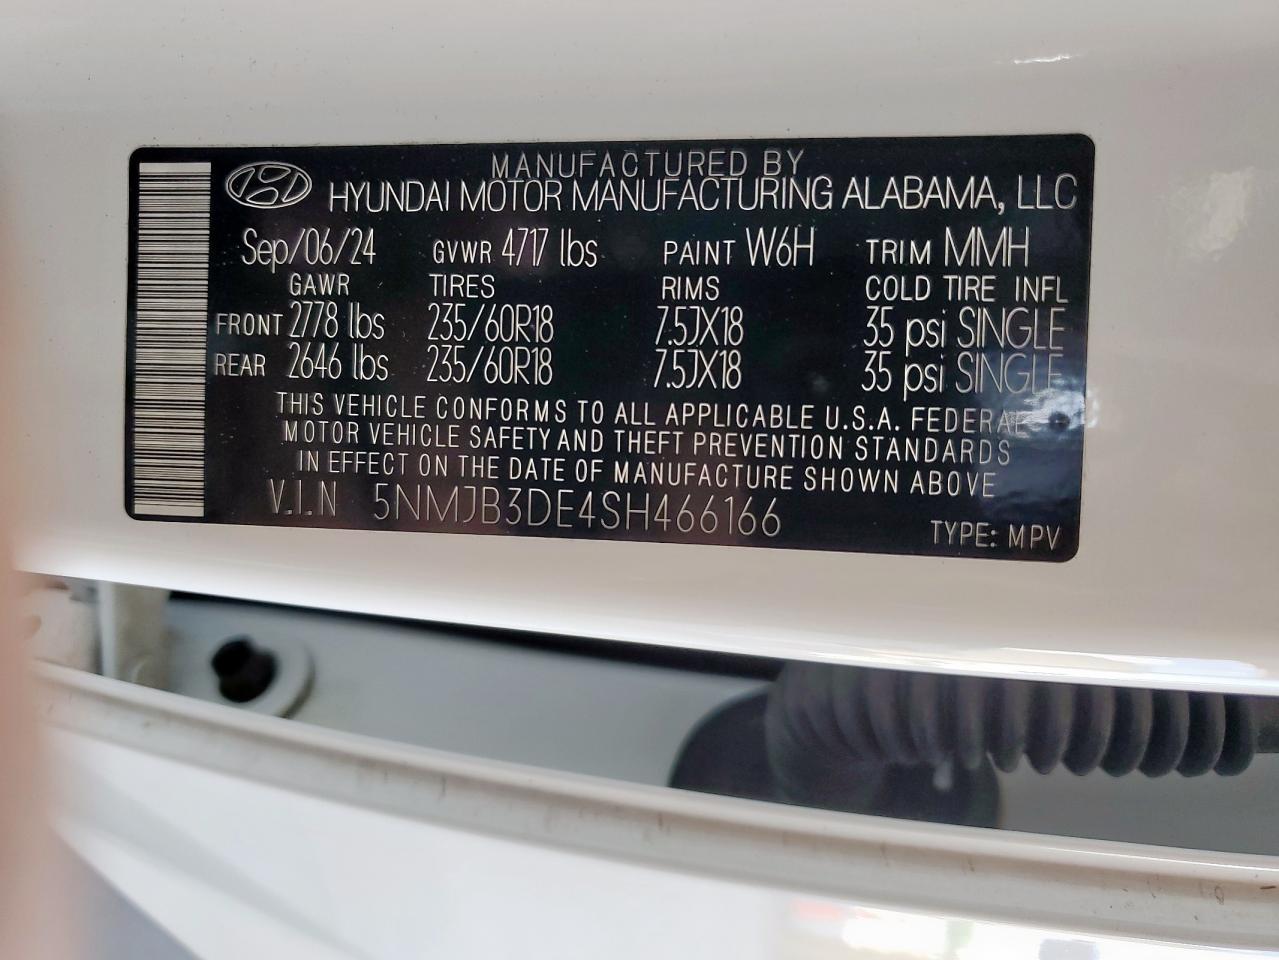 MANUFACTURED BY
HYUNDAI MOTOR MANUFACTURING ALABAMA, LLC
Sep/06/24 GVWR 4717 lbs PAINT W6H TRIM MMH
GAWR TIRES RIMS COLD TIRE INFL
FRONT 2778 lbs 235/60R18 7.5JX18 35 psi SINGLE
REAR 2646 lbs 235/60R18 7.5JX18 35 psi SINGLE
THIS VEHICLE CONFORMS TO ALL APPLICABLE U.S.A. FEDERAL
MOTOR VEHICLE SAFETY AND THEFT PREVENTION STANDARDS
IN EFFECT ON THE DATE OF MANUFACTURE SHOWN ABOVE
V.I.N 5NMJB3DE4SH466166
TYPE: MPV